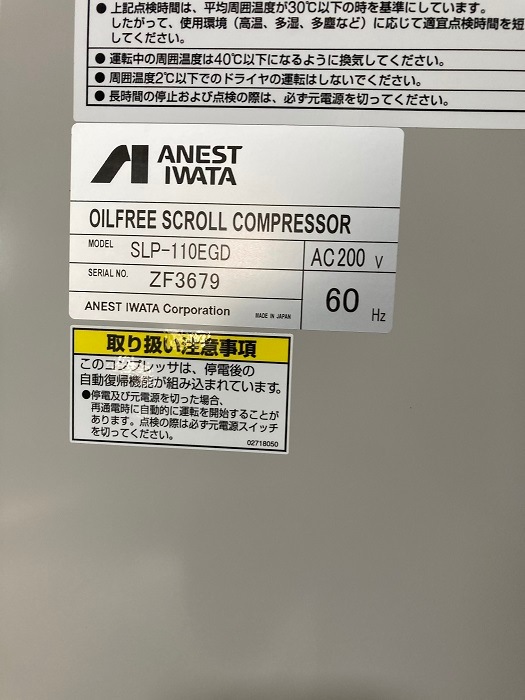 ● 上記点検時間は、平均周囲温度が30℃以下の時を基準にしています。
したがって、使用環境（高温、多湿、多塵など）に応じて適宜点検時間を短
してください。
● 運転中の周囲温度は40℃以下になるように換気してください。
● 周囲温度2℃以下でのドライヤの運転はしないでください。
● 長時間の停止および点検の際は、必ず元電源を切ってください。
ANEST
IWATA
OILFREE SCROLL COMPRESSOR
MODEL SLP-110EGD
AC200 V
SERIAL NO. ZF3679
60 Hz
ANEST IWATA Corporation MADE IN JAPAN
取り扱い注意事項
このコンプレッサは、停電後の
自動復帰機能が組み込まれています。
●停電及び元電源を切った場合、
再通電時に自動的に運転を開始することが
あります。点検の際は必ず元電源スイッチ
を切ってください。
02718050